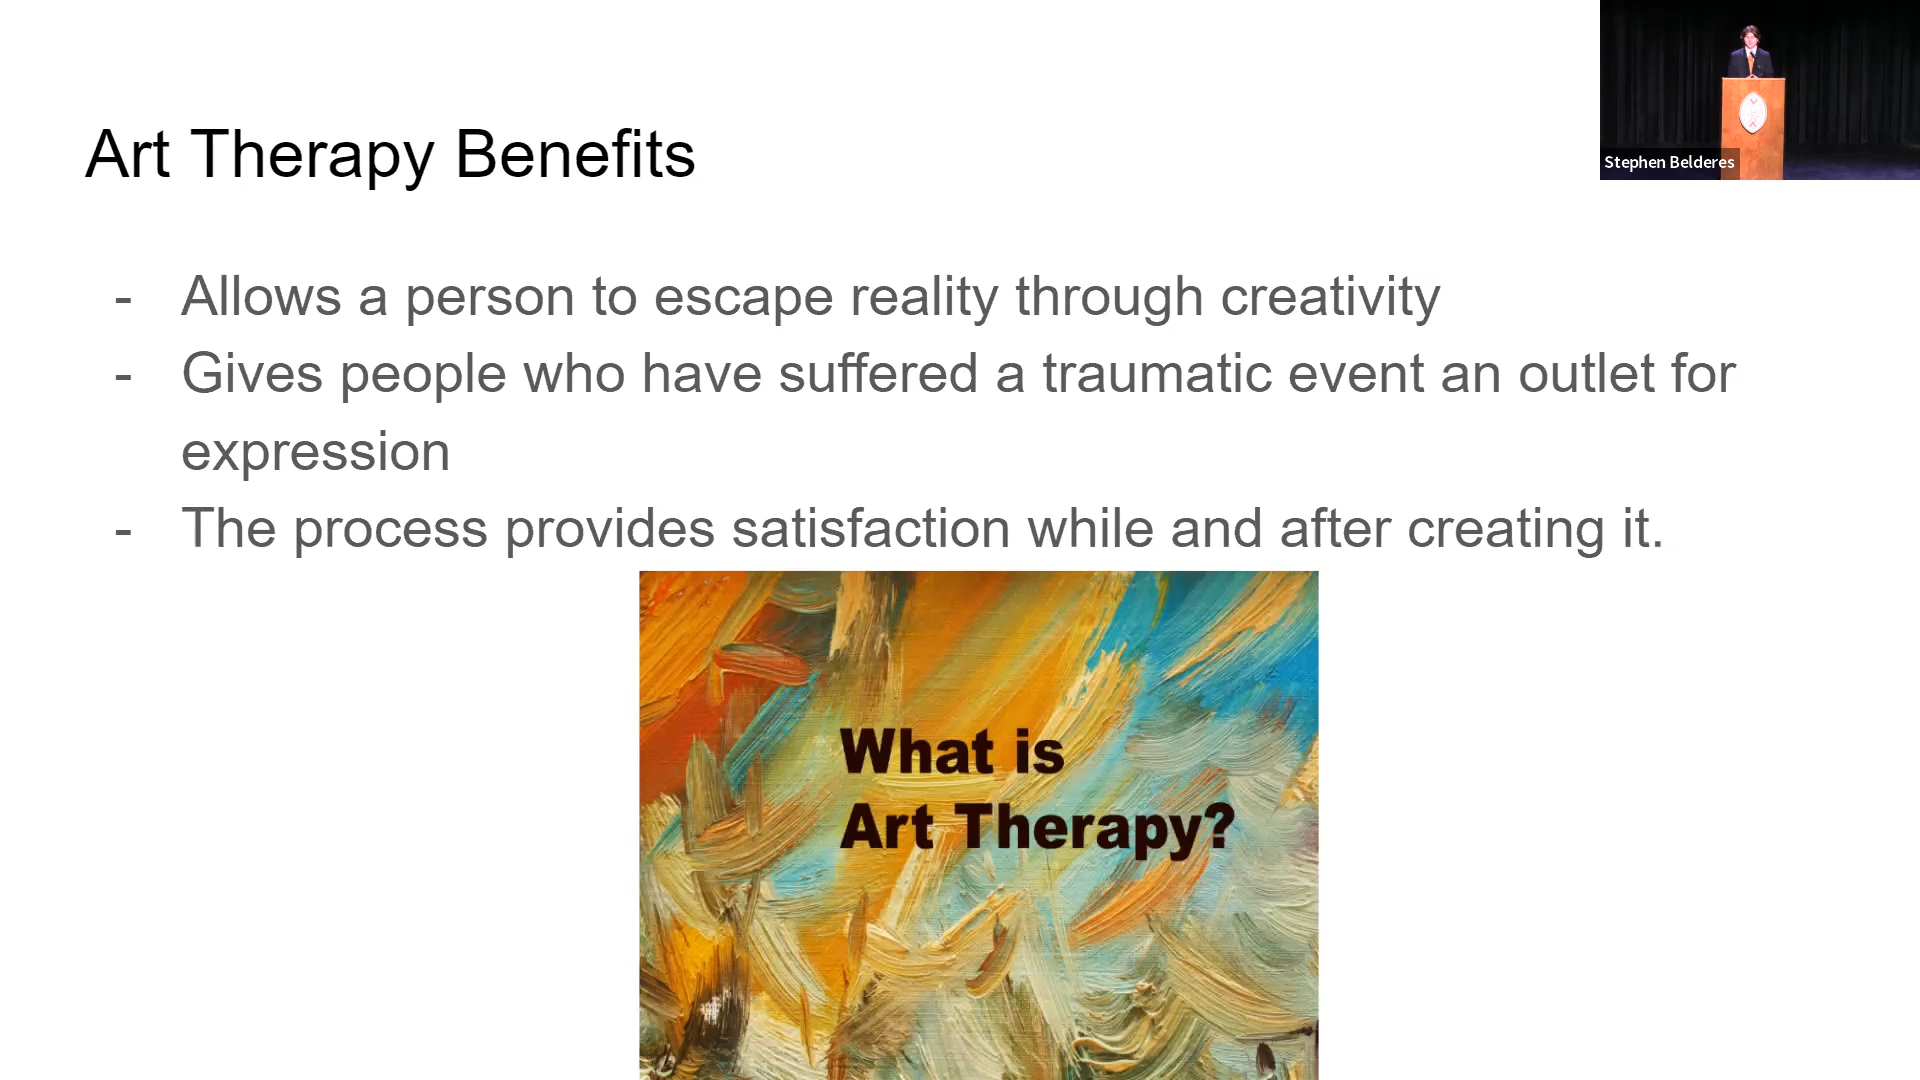 Art Therapy Benefits
- Allows a person to escape reality through creativity
- Gives people who have suffered a traumatic event an outlet for
expression
- The process provides satisfaction while and after creating it.
What is
Art Therapy?
Stephen Belderes